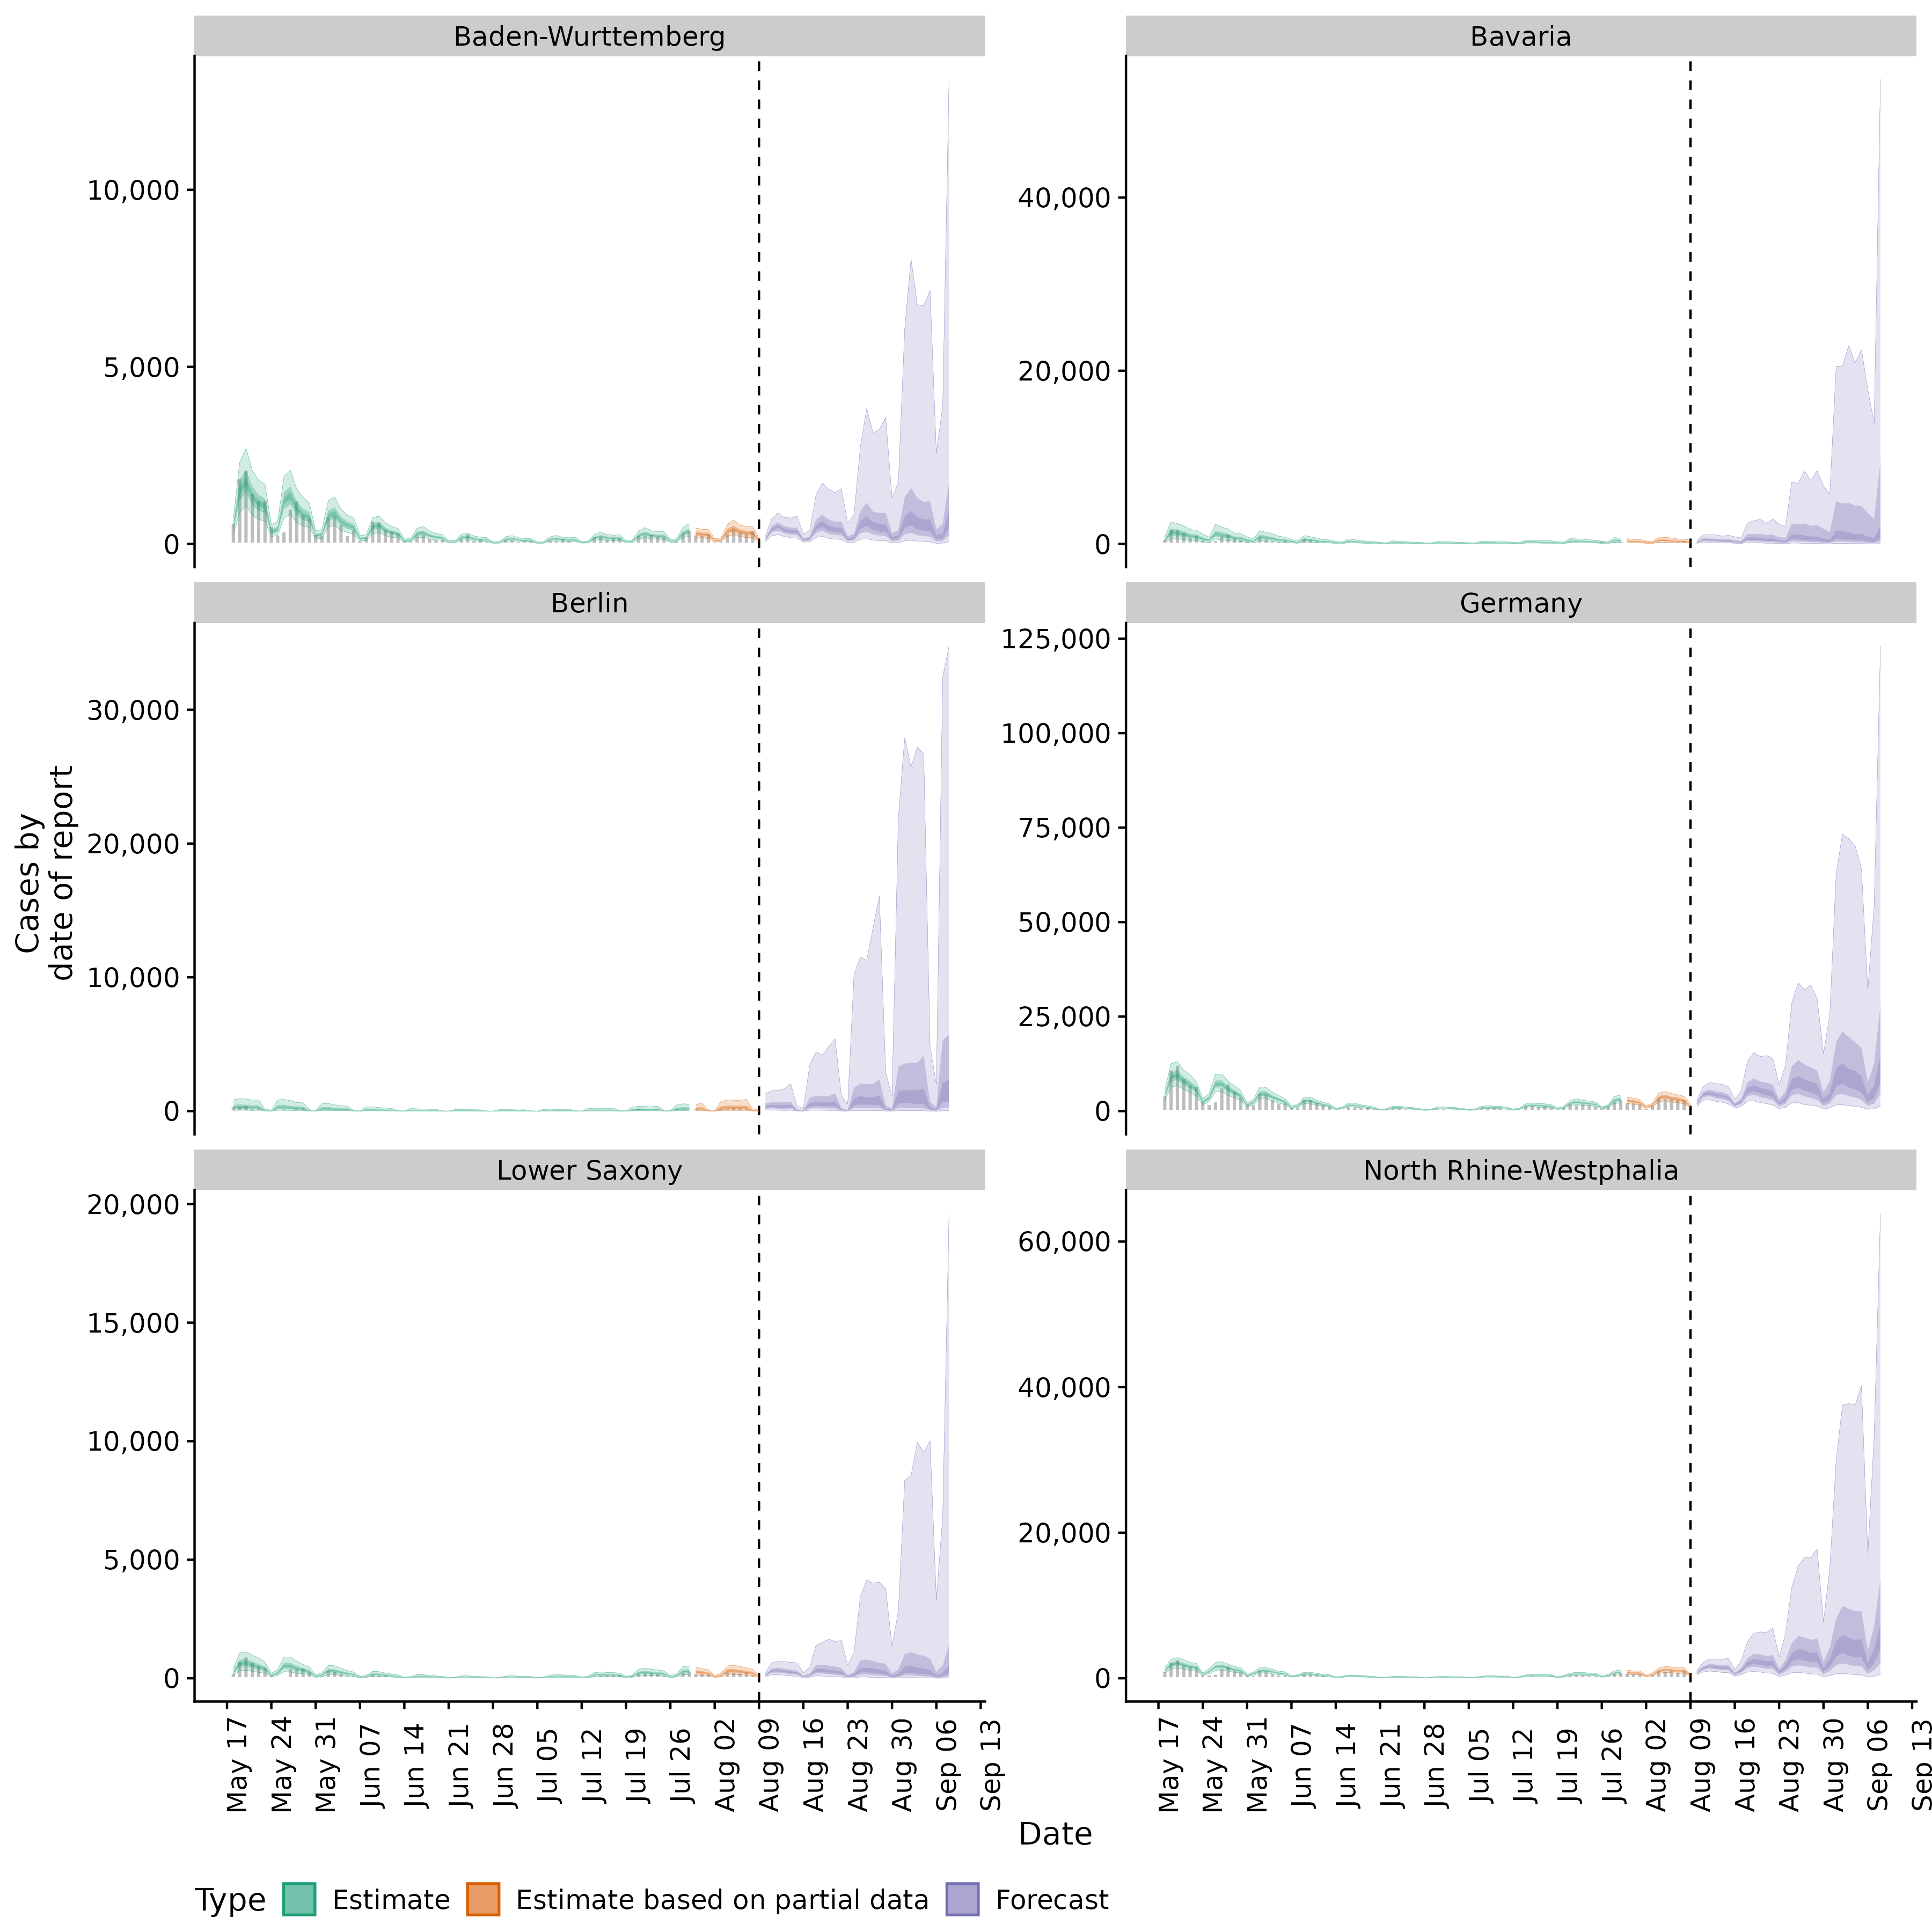 Baden-Wurttemberg
Bavaria
10,000
5,000
0
40,000
20,000
0
Berlin
Germany
30,000
20,000
10,000
0
125,000
100,000
75,000
50,000
25,000
0
Cases by
date of report
Lower Saxony
North Rhine-Westphalia
20,000
15,000
10,000
5,000
0
60,000
40,000
20,000
0
May 17
May 24
May 31
Jun 07
Jun 14
Jun 21
Jun 28
Jul 05
Jul 12
Jul 19
Jul 26
Aug 02
Aug 09
Aug 16
Aug 23
Aug 30
Sep 06
Sep 13
May 17
May 24
May 31
Jun 07
Jun 14
Jun 21
Jun 28
Jul 05
Jul 12
Jul 19
Jul 26
Aug 02
Aug 09
Aug 16
Aug 23
Aug 30
Sep 06
Sep 13
Date
Type Estimate Estimate based on partial data Forecast